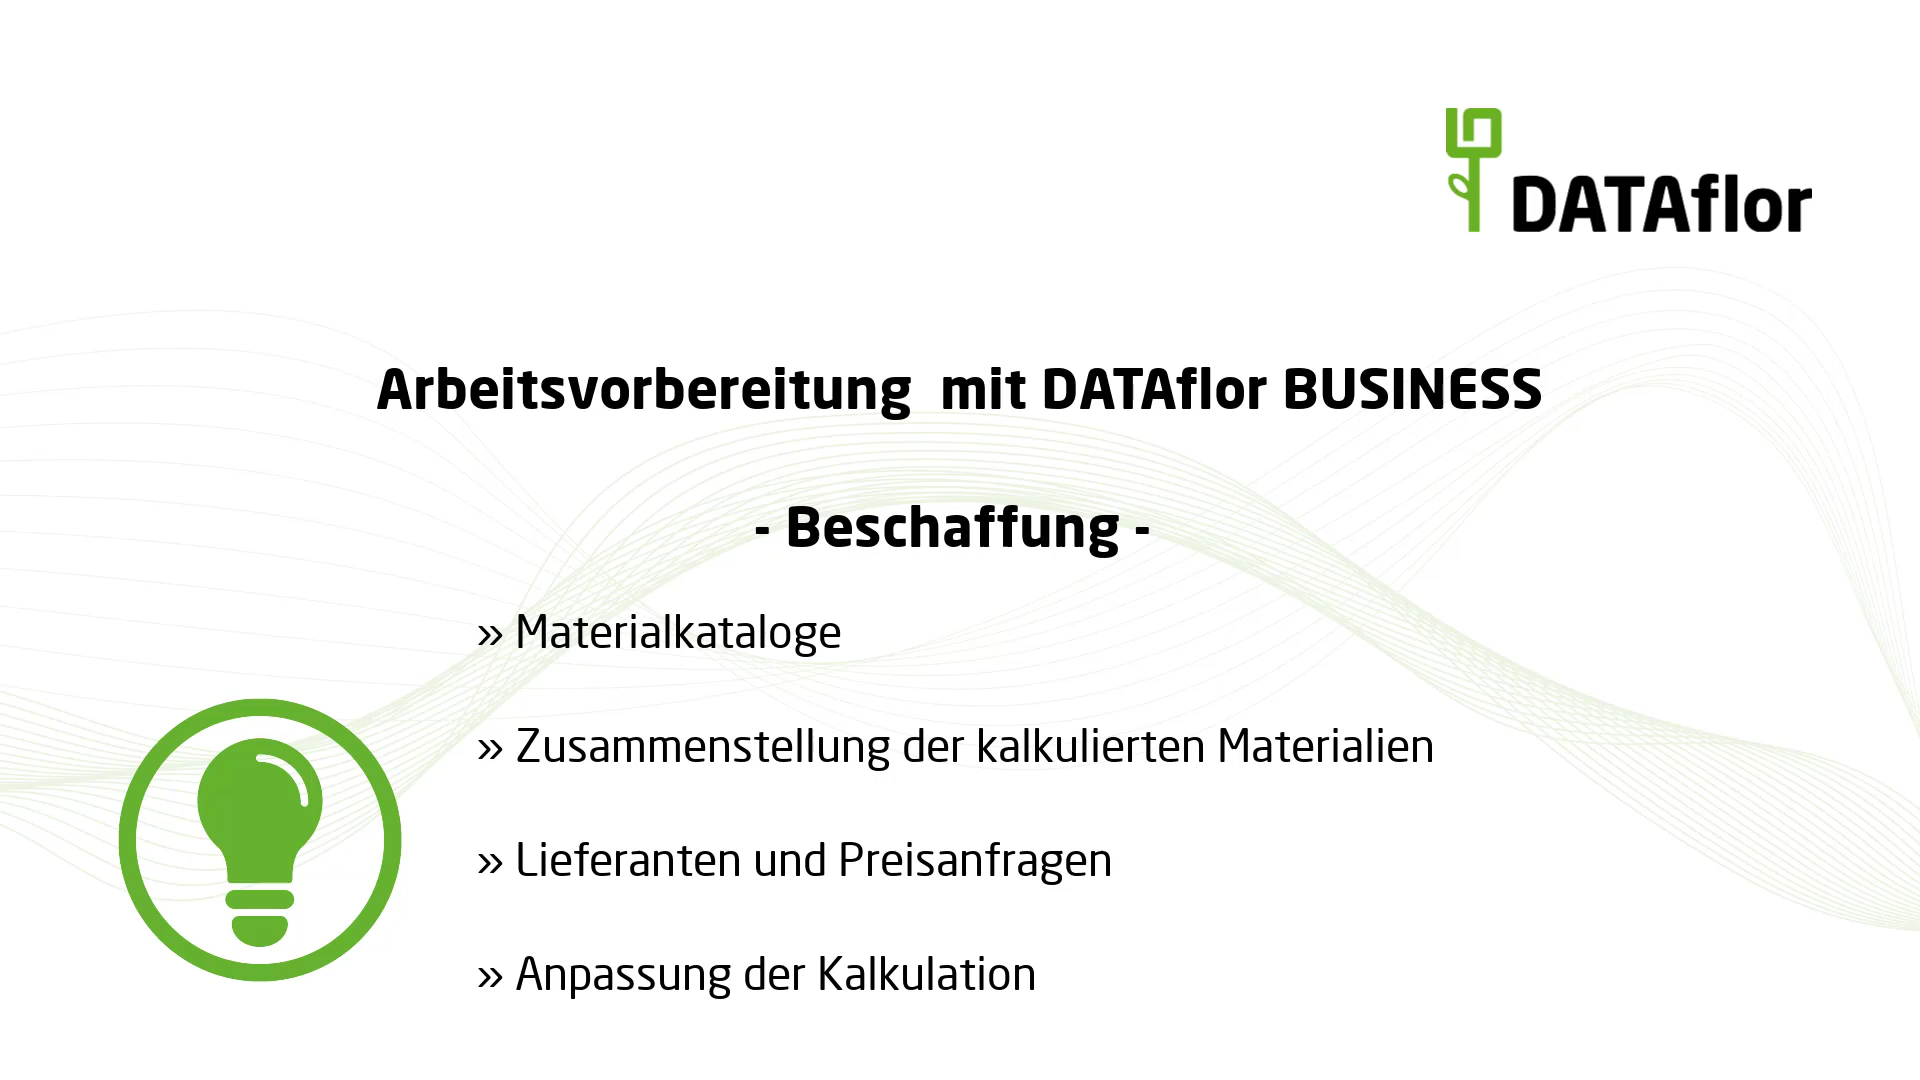 DATAflor
Arbeitsvorbereitung mit DATAflor BUSINESS
- Beschaffung -
» Materialkataloge
» Zusammenstellung der kalkulierten Materialien
» Lieferanten und Preisanfragen
» Anpassung der Kalkulation